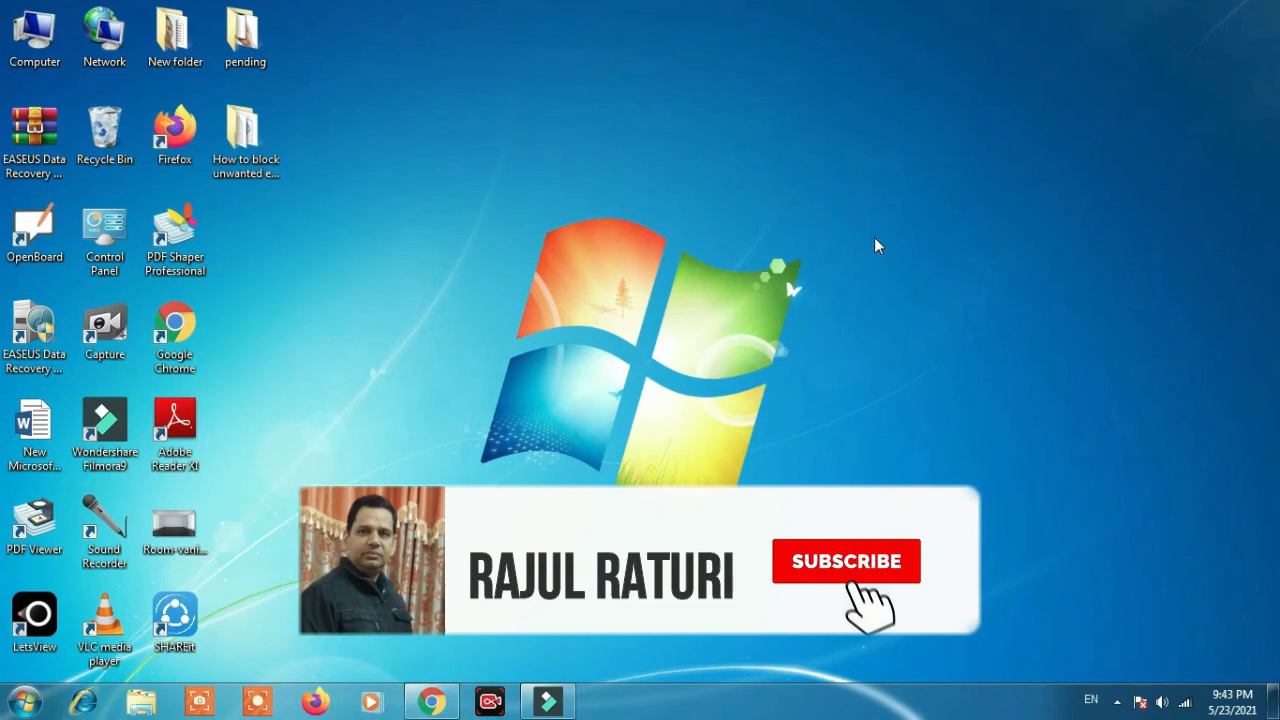 Computer
Network
New folder
pending
EASEUS Data
Recovery ...
Recycle Bin
Firefox
How to block
unwanted e...
OpenBoard
Control
Panel
PDF Shaper
Professional
EASEUS Data
Recovery ...
Capture
Google
Chrome
New
Microsof...
Wondershare
Filmora9
Adobe
Reader XI
PDF Viewer
Sound
Recorder
Room-vani...
LetsView
VLC media
player
SHAREit
RAJUL RATURI
SUBSCRIBE
EN
9:43 PM
5/23/2021